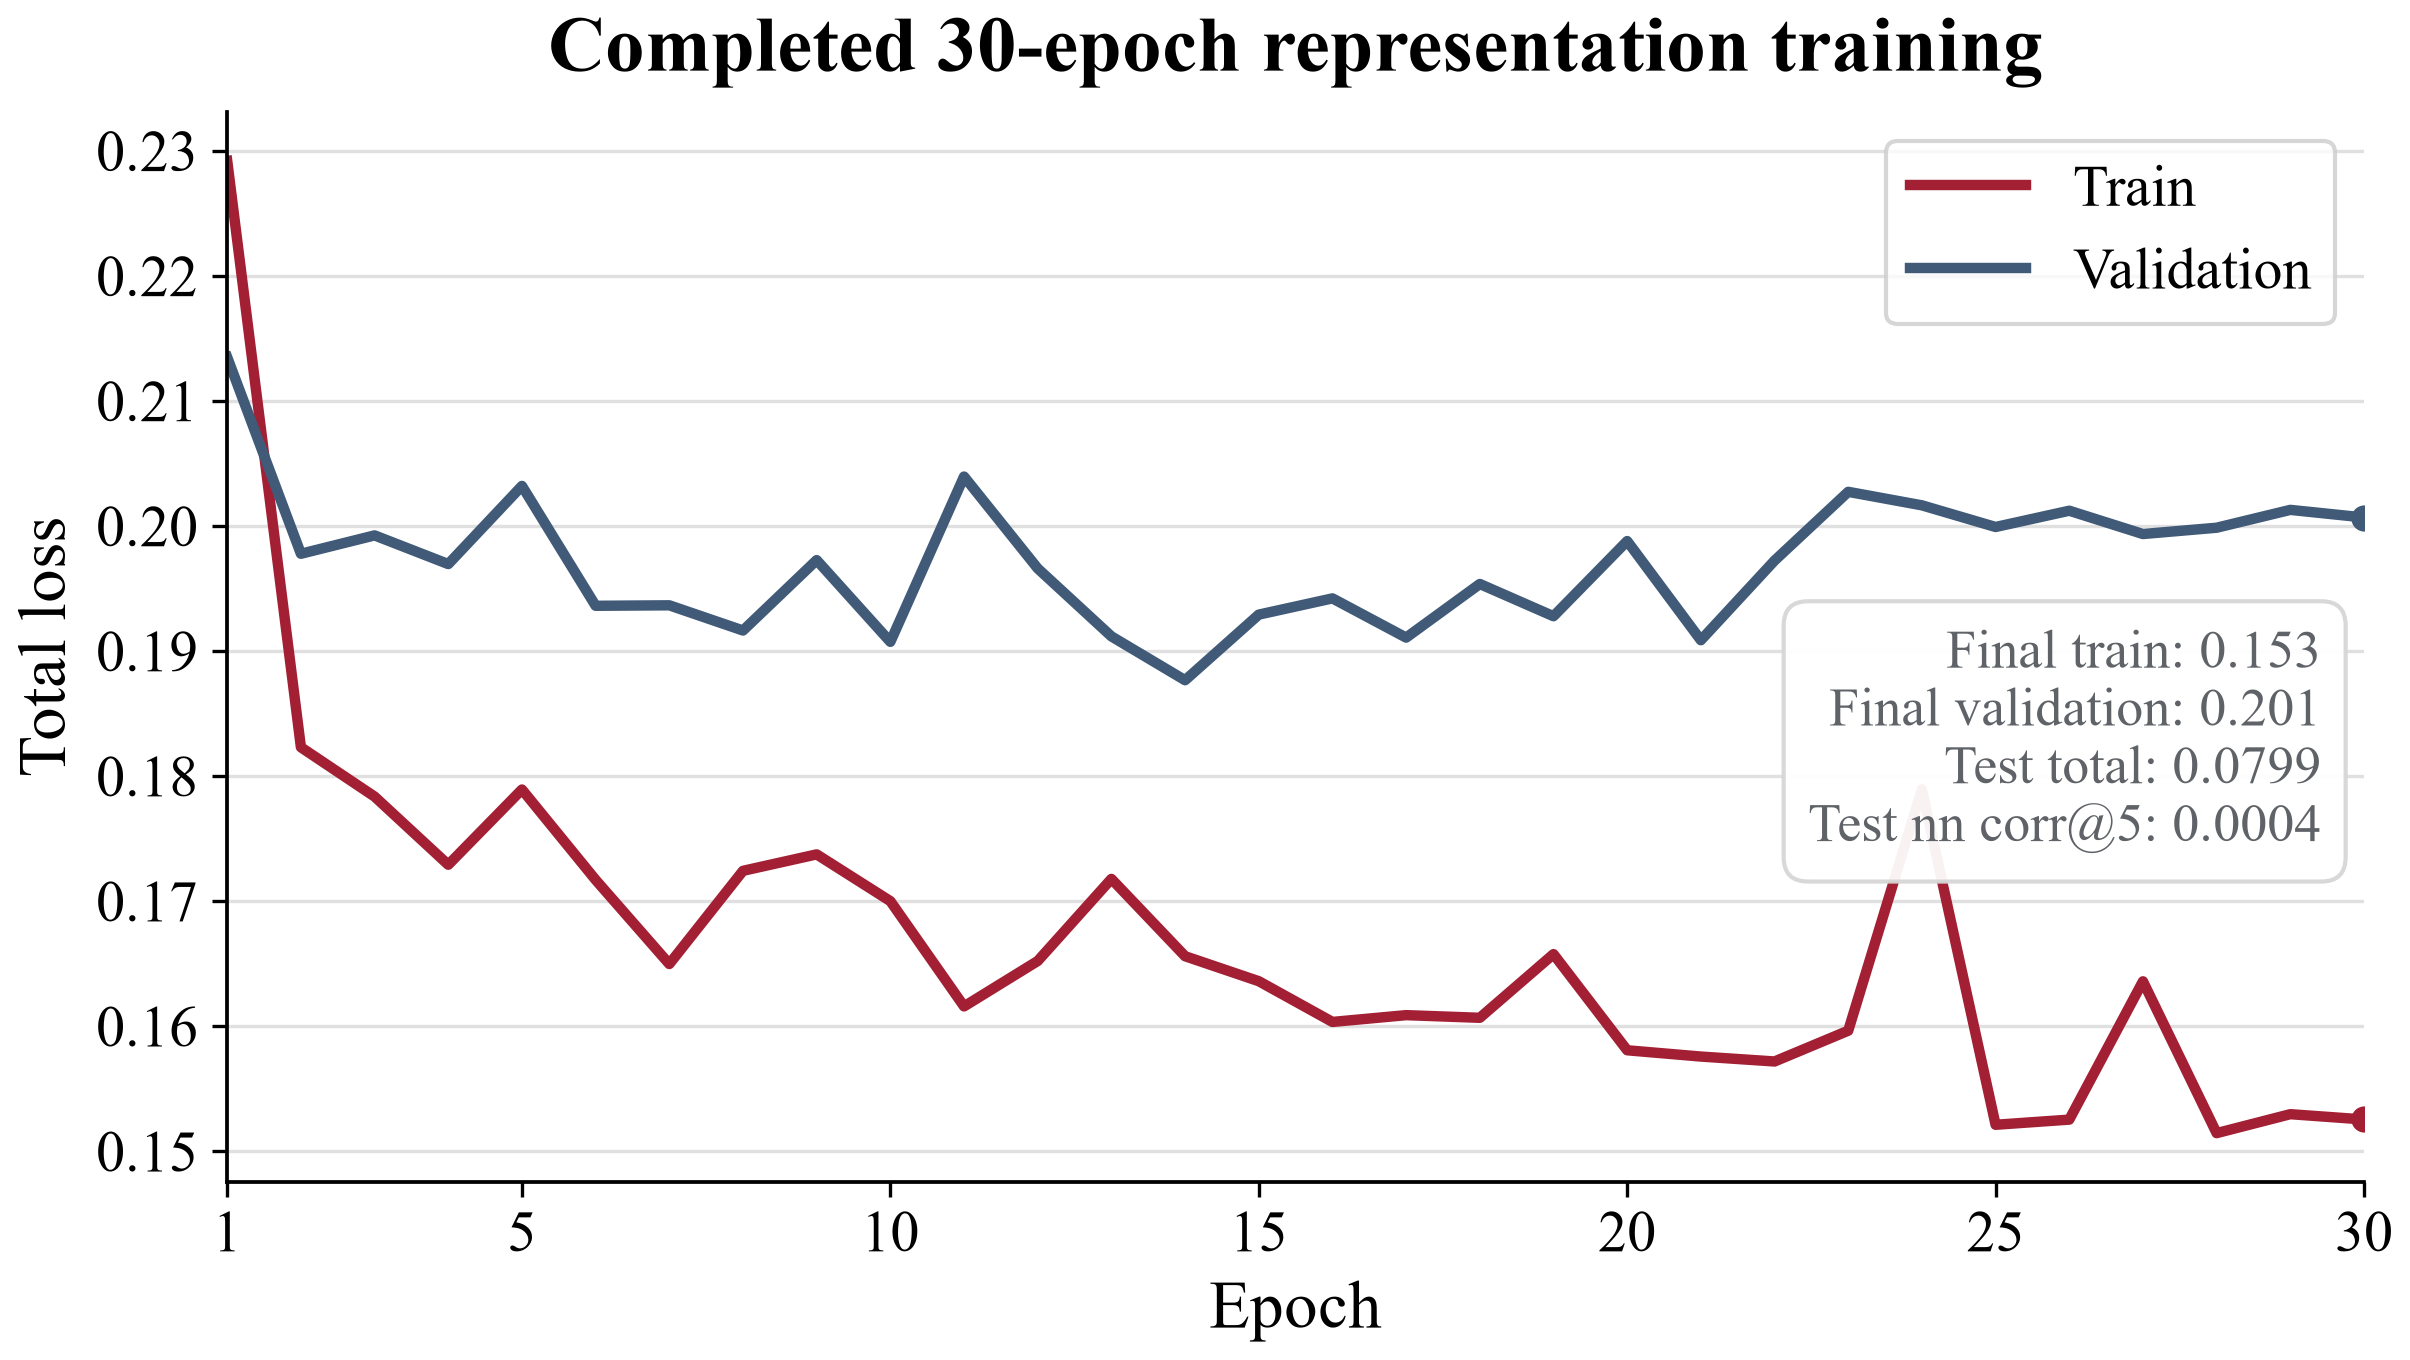 Completed 30-epoch representation training
Total loss
0.23
0.22
0.21
0.20
0.19
0.18
0.17
0.16
0.15
Train
Validation
Final train: 0.153
Final validation: 0.201
Test total: 0.0799
Test nn corr@5: 0.0004
1 5 10 15 20 25 30
Epoch